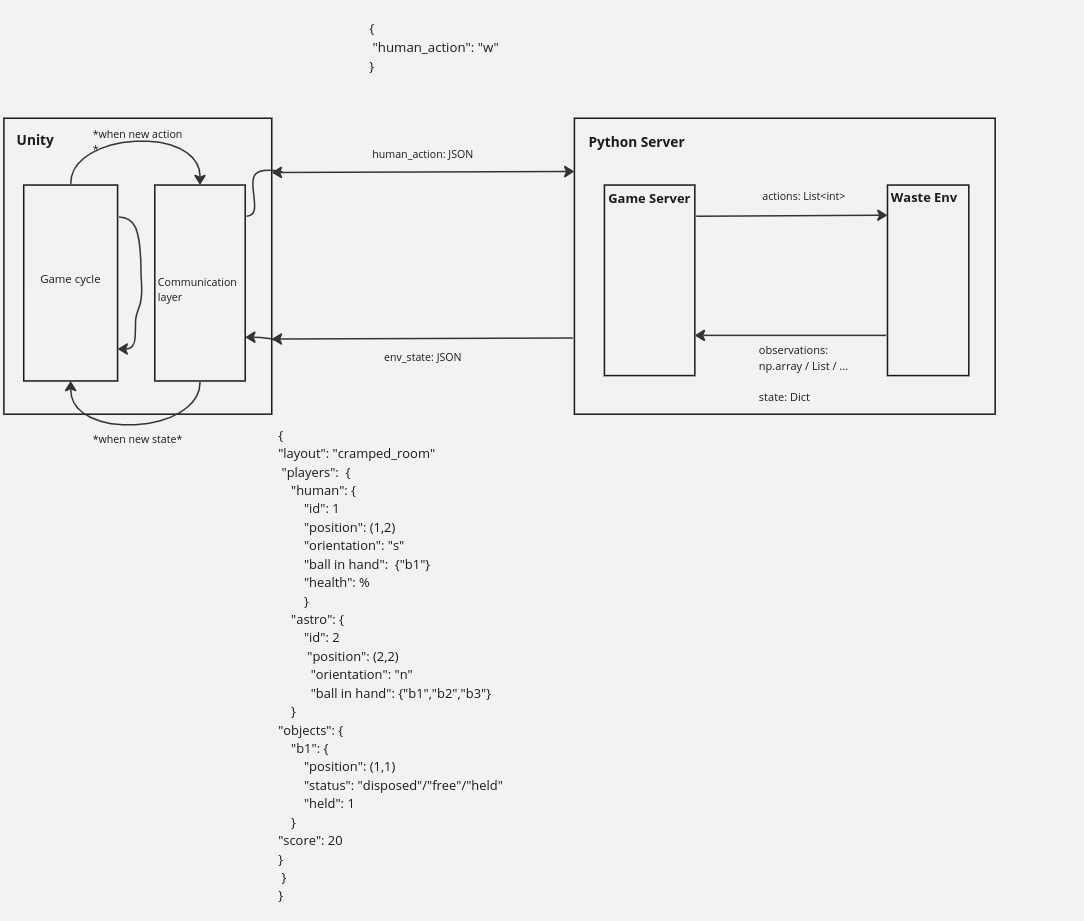 {
"human_action": "w"
}
Unity
*when new action
*
Game cycle
Communication
layer
*when new state*
human_action: JSON
env_state: JSON
Python Server
Game Server
actions: List<int>
Waste Env
observations:
np.array / List / ...
state: Dict
{
"layout": "cramped_room"
"players": {
"human": {
"id": 1
"position": (1,2)
"orientation": "s"
"ball in hand": {"b1"}
"health": %
}
"astro": {
"id": 2
"position": (2,2)
"orientation": "n"
"ball in hand": {"b1","b2","b3"}
}
"objects": {
"b1": {
"position": (1,1)
"status": "disposed"/"free"/"held"
"held": 1
}
"score": 20
}
}
}